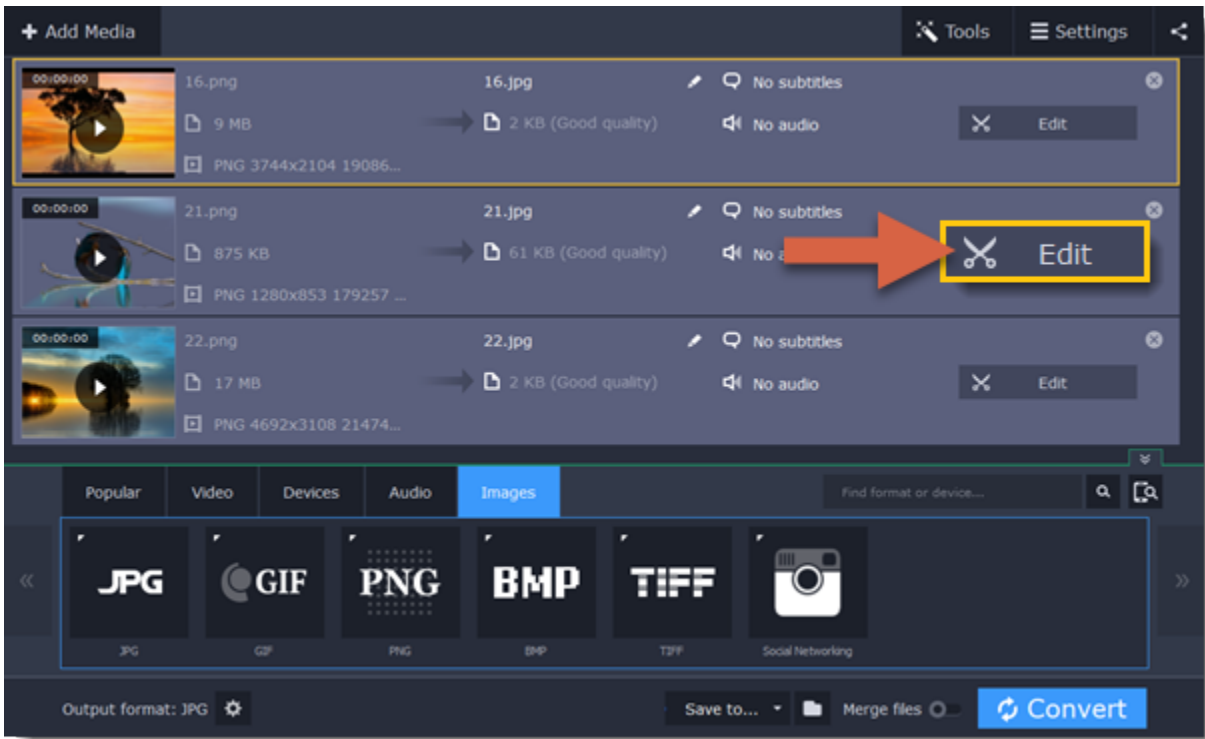 Add Media
Tools
Settings
00:00:00
16.png
16.jpg
No subtitles
9 MB
2 KB (Good quality)
No audio
Edit
PNG 3744x2104 19086...
00:00:00
21.png
21.jpg
No subtitles
875 KB
61 KB (Good quality)
No
Edit
PNG 1280x853 179257 ...
00:00:00
22.png
22.jpg
No subtitles
17 MB
2 KB (Good quality)
No audio
Edit
PNG 4692x3108 21474...
Popular
Video
Devices
Audio
Images
Find format or device....
JPG
GIF
PNG
BMP
TIFF
JPG
GIF
PNG
BMP
TIFF
Social Networking
Output format: JPG
Save to...
Merge files
Convert